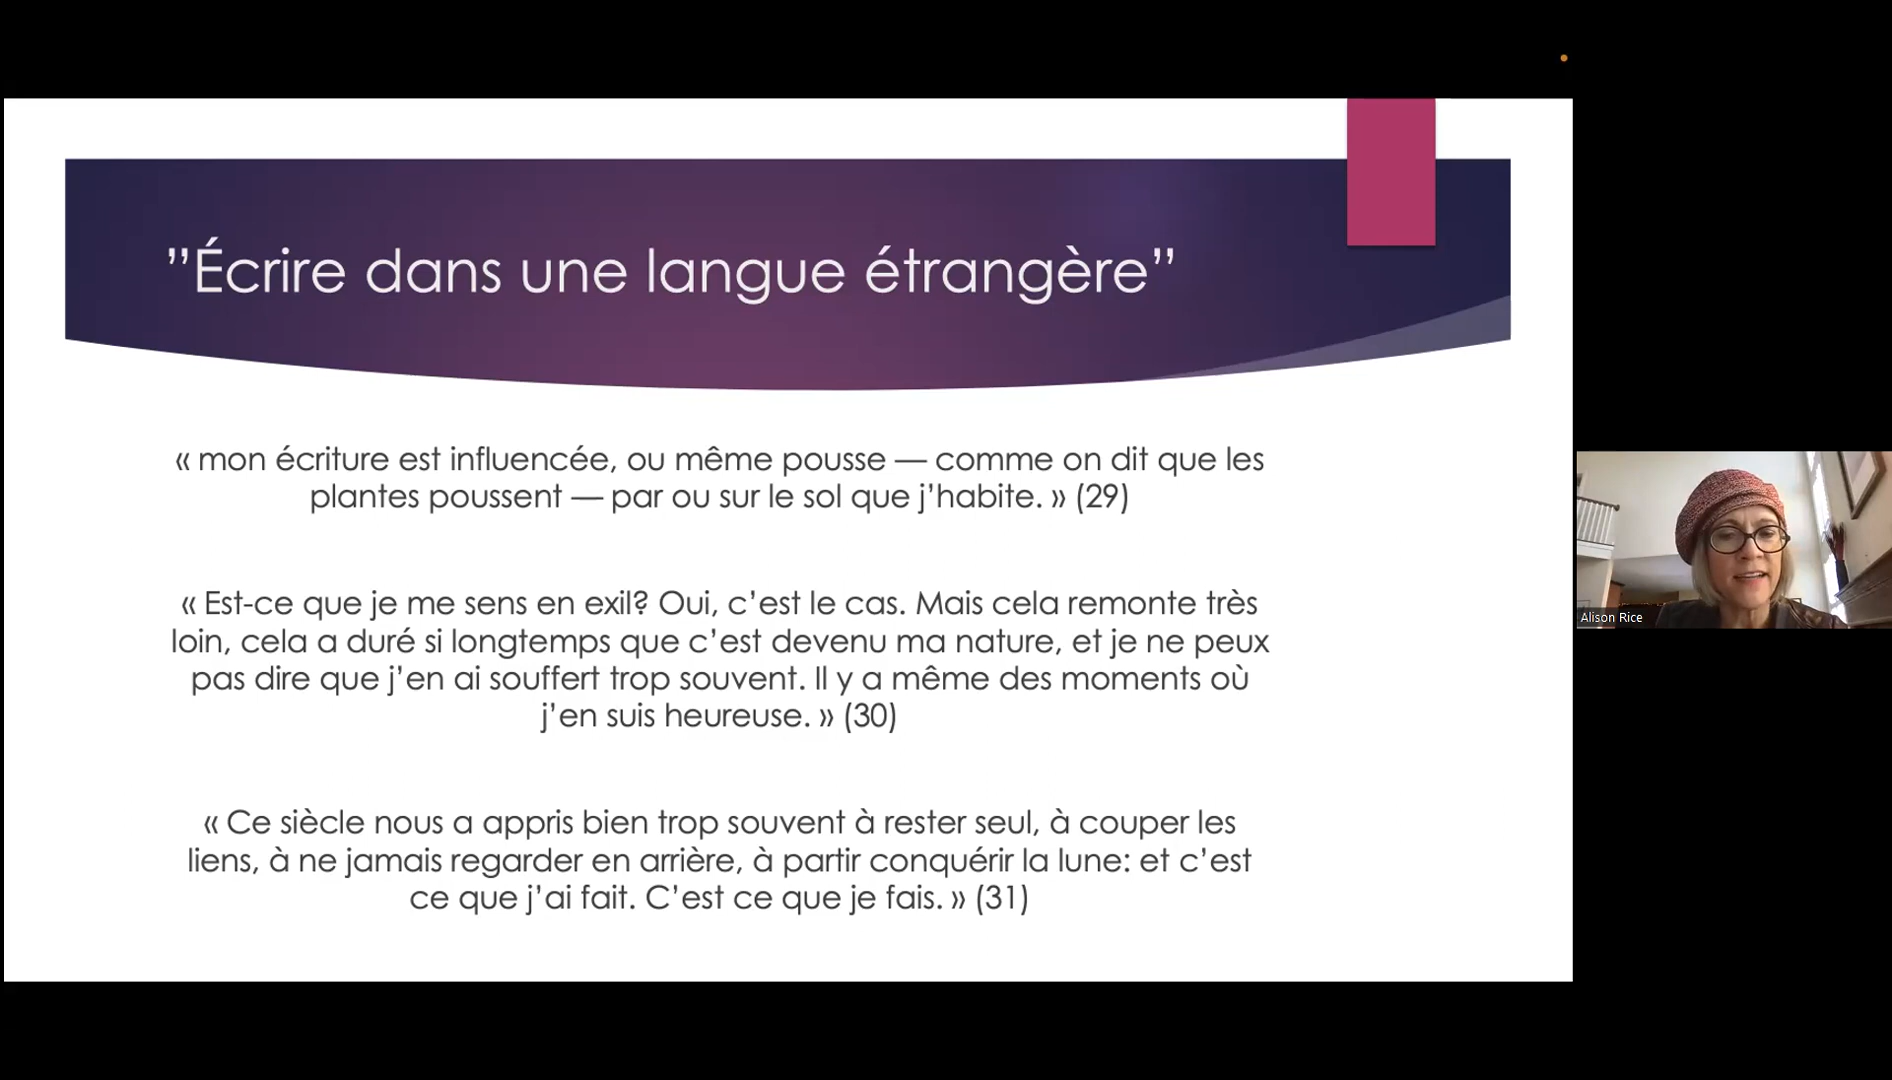 ”Écrire dans une langue étrangère”
« mon écriture est influencée, ou même pousse — comme on dit que les
plantes poussent — par ou sur le sol que j’habite. » (29)
« Est-ce que je me sens en exil? Oui, c’est le cas. Mais cela remonte très
loin, cela a duré si longtemps que c’est devenu ma nature, et je ne peux
pas dire que j’en ai souffert trop souvent. Il y a même des moments où
j’en suis heureuse. » (30)
« Ce siècle nous a appris bien trop souvent à rester seul, à couper les
liens, à ne jamais regarder en arrière, à partir conquérir la lune: et c’est
ce que j’ai fait. C’est ce que je fais. » (31)
Alison Rice